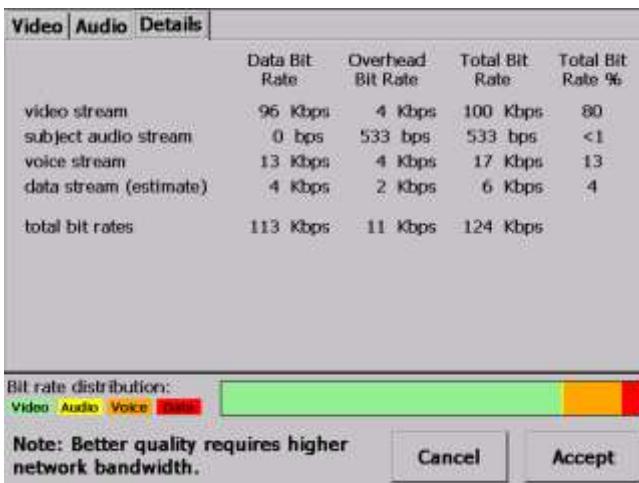 Video Audio Details
Data Bit Rate Overhead Bit Rate Total Bit Rate Total Bit Rate %
video stream 96 Kbps 4 Kbps 100 Kbps 80
subject audio stream 0 bps 533 bps 533 bps <1
voice stream 13 Kbps 4 Kbps 17 Kbps 13
data stream (estimate) 4 Kbps 2 Kbps 6 Kbps 4
total bit rates 113 Kbps 11 Kbps 124 Kbps
Bit rate distribution:
Video Audio Voice Data
Note: Better quality requires higher
network bandwidth.
Cancel Accept